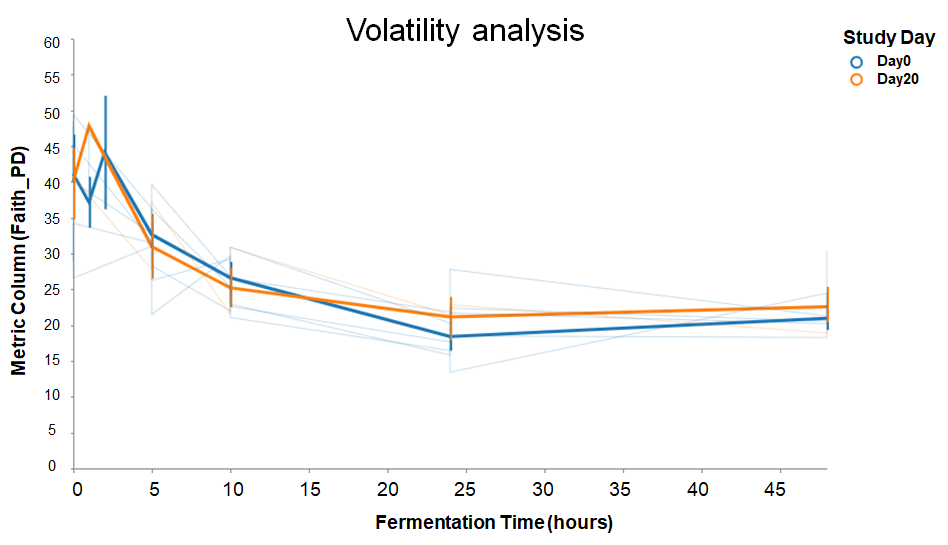 Volatility analysis
Study Day
Day0
Day20
Metric Column (Faith_PD)
60
55
50
45
40
35
30
25
20
15
10
5
0
0 5 10 15 20 25 30 35 40 45
Fermentation Time (hours)